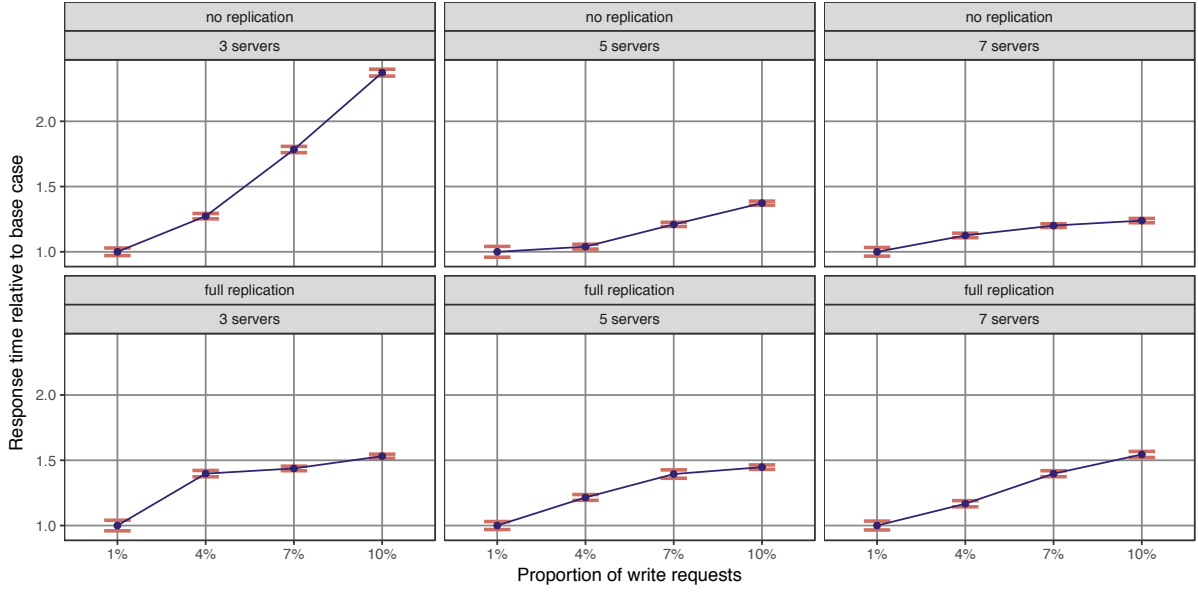 no replication
no replication
no replication
3 servers
5 servers
7 servers
2.0
1.5
1.0
full replication
full replication
full replication
3 servers
5 servers
7 servers
2.0
1.5
1.0
1%
4%
7%
10%
1%
4%
7%
10%
1%
4%
7%
10%
Proportion of write requests
Response time relative to base case